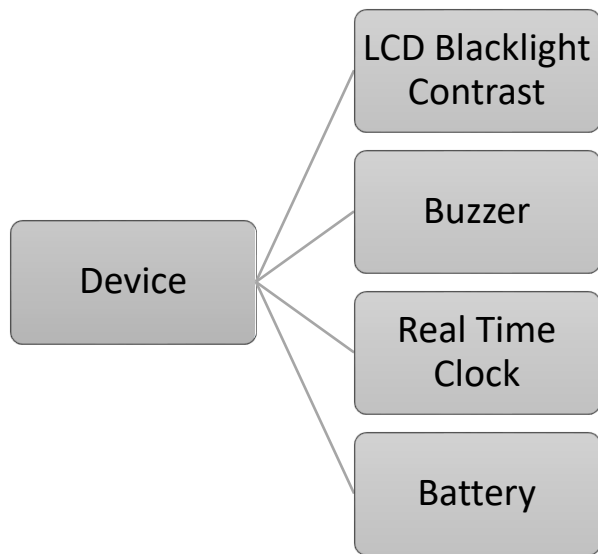 LCD Blacklight
Contrast
Buzzer
Device
Real Time
Clock
Battery